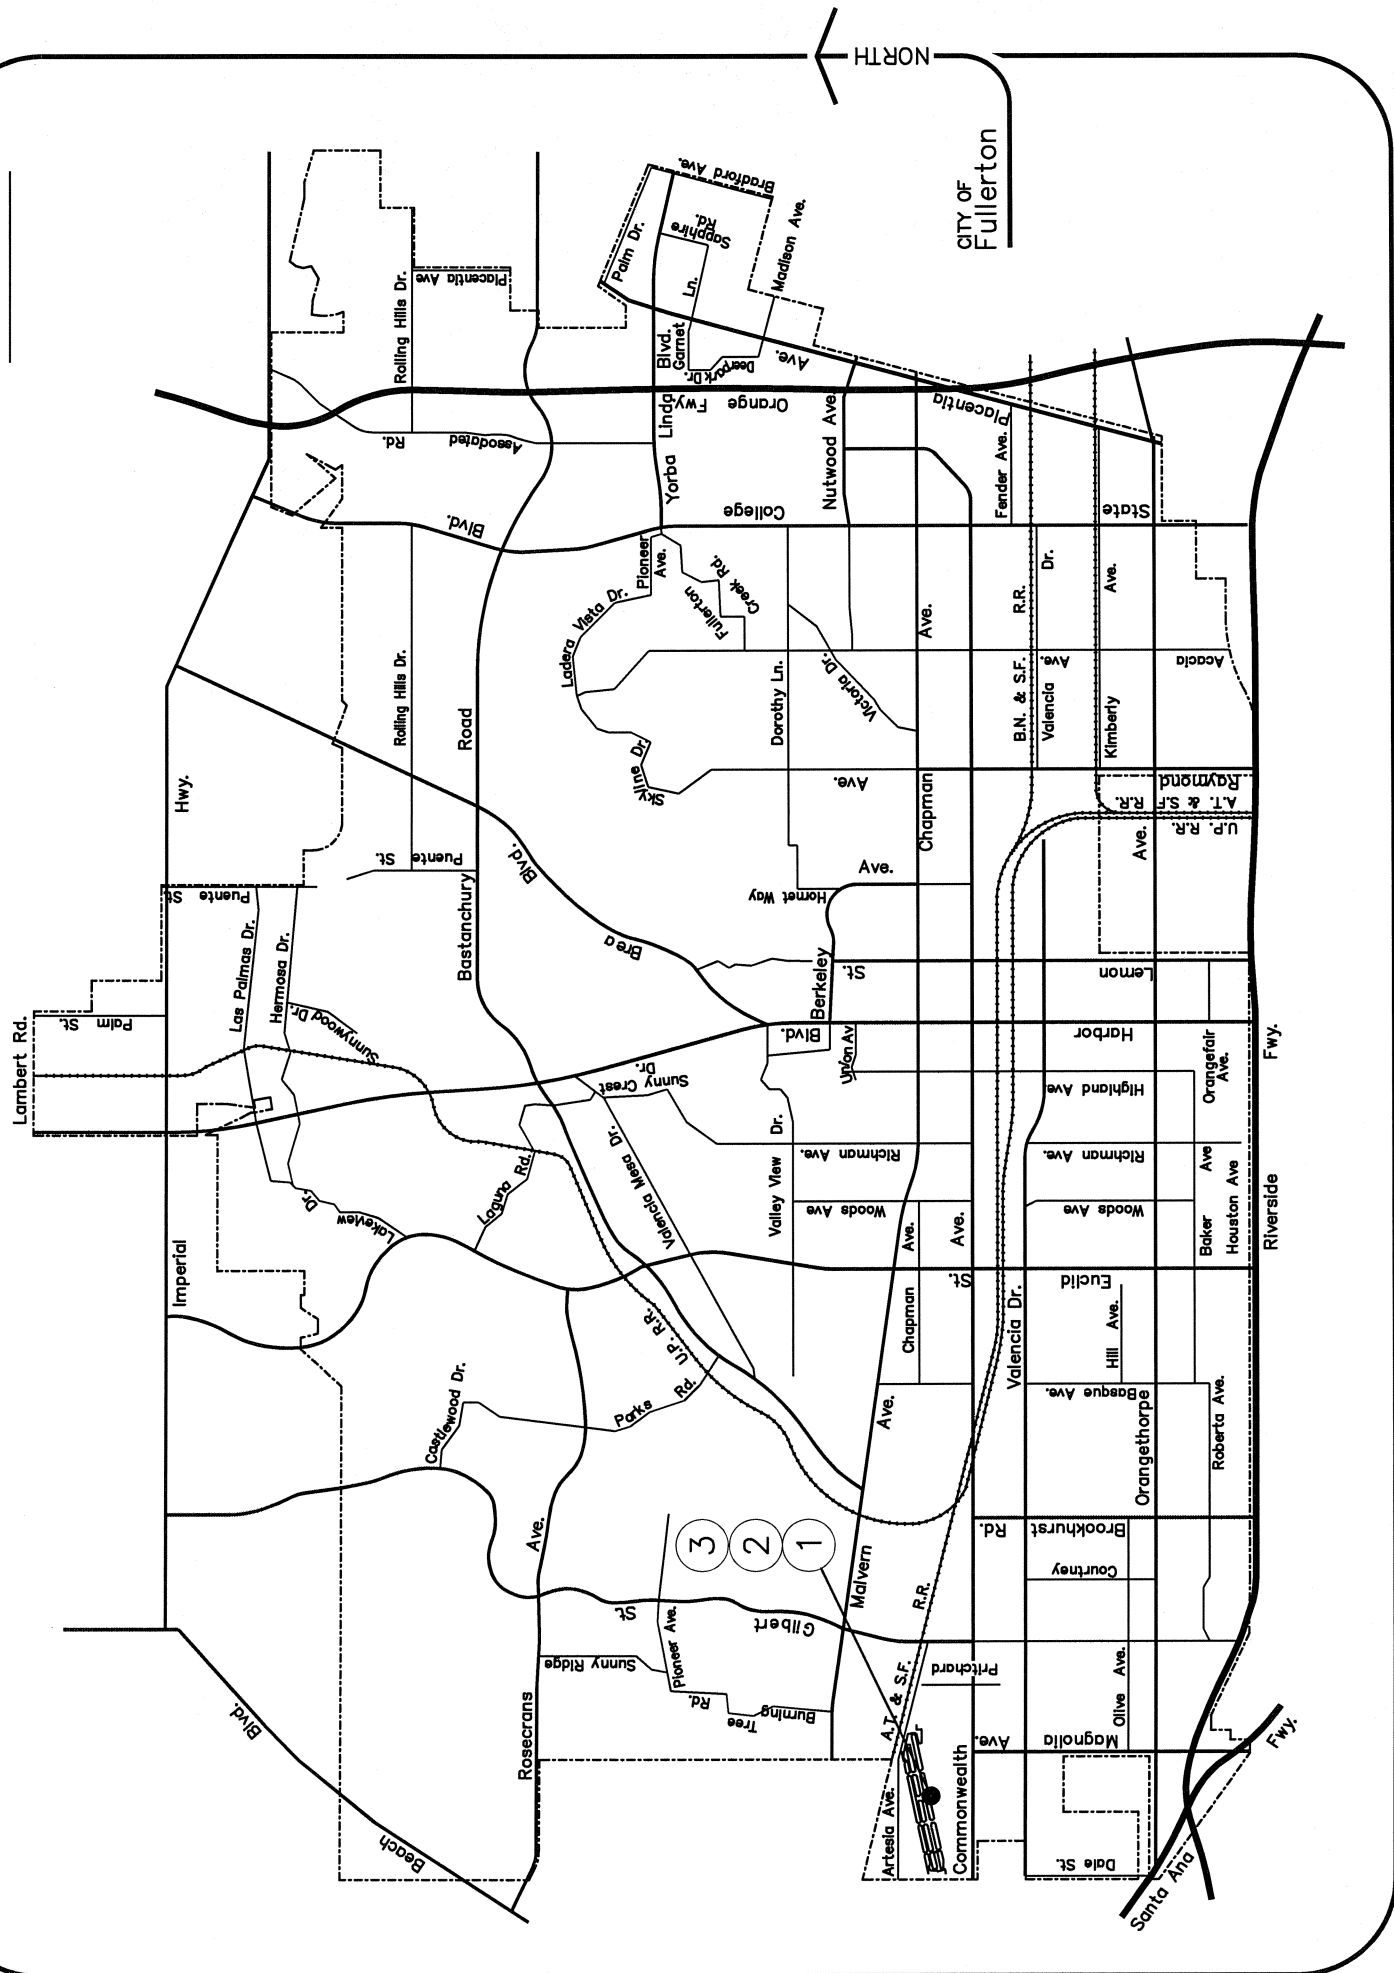 NORTH
CITY OF
Fullerton
Bradford Ave.
Palm Dr.
Sapphire
Rd.
Madison Ave.
Placentia Ave
Rolling Hills Dr.
Ln.
Garnet
Deerpark Dr.
Yorba Linda Blvd.
Orange Fwy.
Placentia Ave.
Associated Rd.
Nutwood Ave.
Fender Ave.
College
Blvd.
State
Pioneer
Ave.
Fullerton
Creek Rd.
Ladera Vista Dr.
Skyline Dr.
Dorothy Ln.
Victoria Dr.
Rolling Hills Dr.
Bastanchury Road
B.N. & S.F. R.R.
Valencia Dr.
Kimberly Ave.
Acacia Ave.
Raymond
Ave.
A.T. & S.F. R.R.
U.P. R.R.
Chapman Ave.
Imperial Hwy.
Puente St.
Puente St.
Brea Blvd.
Hornet Way
Berkeley Ave.
Lemon St.
Lambert Rd.
Palm St.
Las Palmas Dr.
Hermosa Dr.
Sunnywood Dr.
Harbor Blvd.
Union Av
Highland Ave
Orangefair
Ave.
Sunny Crest Dr.
Valencia Mesa Dr.
Valley View Dr.
Richman Ave.
Richman Ave.
Woods Ave
Woods Ave
Baker Ave
Houston Ave
Riverside Fwy.
Laguna Rd.
Lakeview Dr.
Euclid St.
Chapman Ave.
Hill Ave.
Basque Ave.
Valencia Dr.
Orangethorpe Ave.
Roberta Ave.
U.P. R.R.
Parks Rd.
Castlewood Dr.
Brookhurst Rd.
Courtney
3
2
1
Malvern Ave.
Gilbert St.
Pioneer Ave.
Sunny Ridge
Burning Tree Rd.
A.T. & S.F. R.R.
Pritchard
Olive Ave.
Magnolia Ave.
Rosecrans Ave.
Beach Blvd.
Artesia Ave.
Commonwealth Ave.
Dale St.
Santa Ana Fwy.